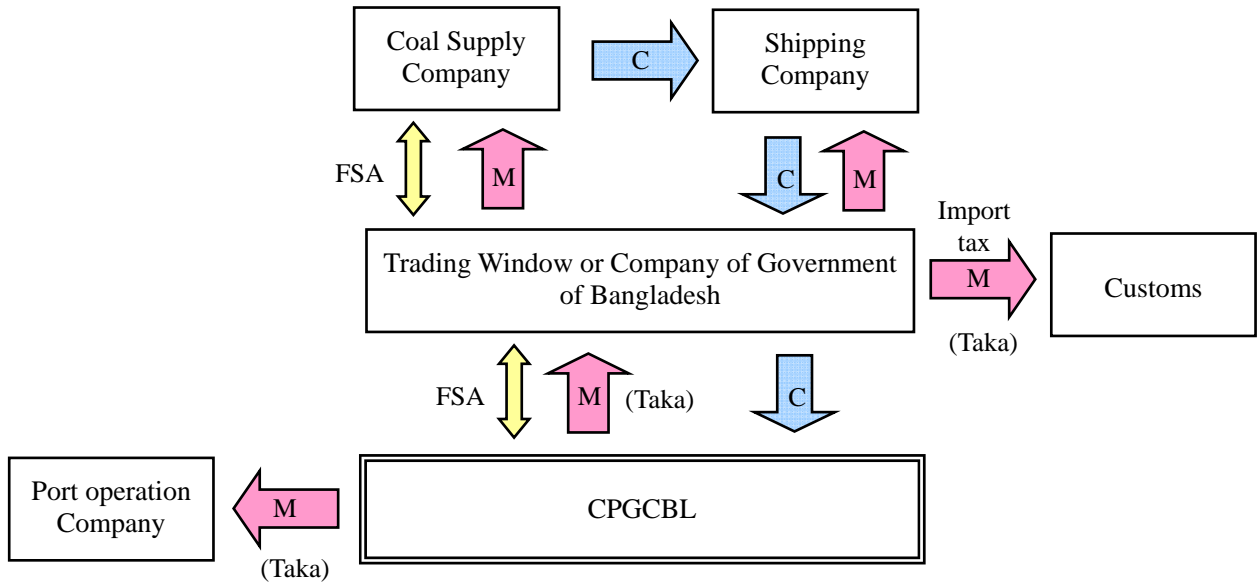 Coal Supply
Company
C
Shipping
Company
FSA
M
C
M
Import
tax
Trading Window or Company of Government
of Bangladesh
M
Customs
(Taka)
FSA
M
(Taka)
C
Port operation
Company
M
CPGCBL
(Taka)